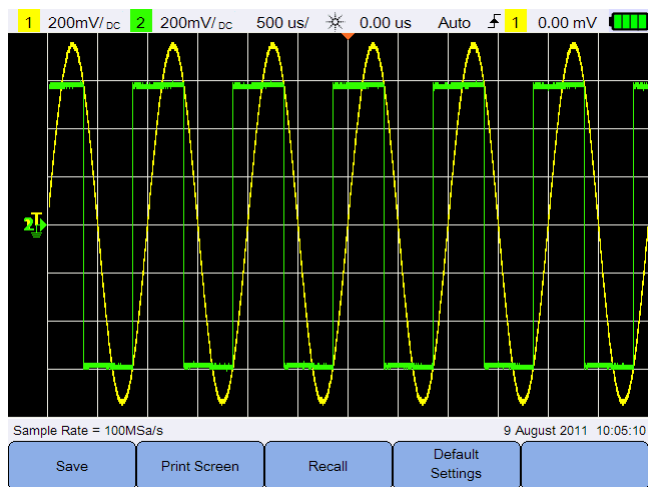 1 200mV/ DC 2 200mV/ DC 500 us/ 0.00 us Auto 1 0.00 mV
2 T
Sample Rate = 100MSa/s 9 August 2011 10:05:10
Save Print Screen Recall Default Settings